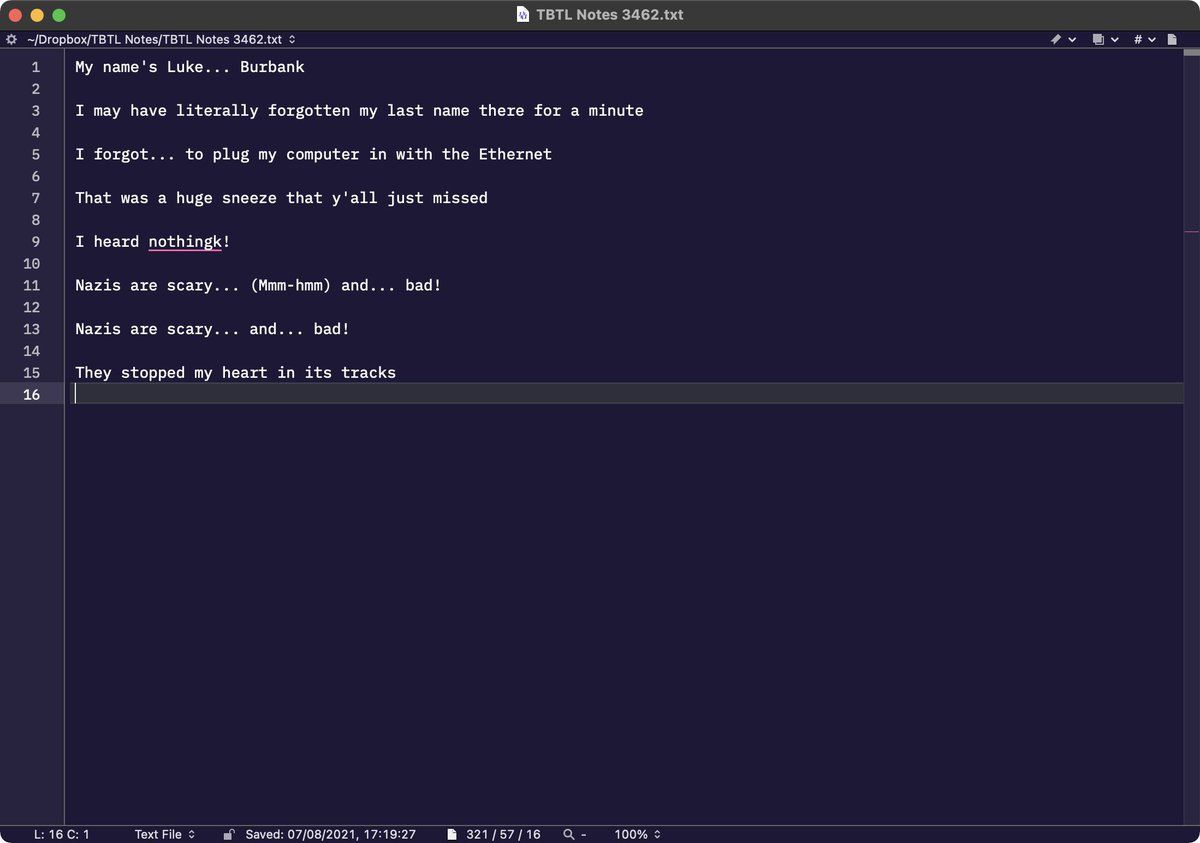 TBTL Notes 3462.txt
~/Dropbox/TBTL Notes/TBTL Notes 3462.txt
#
1 My name's Luke... Burbank
2
3 I may have literally forgotten my last name there for a minute
4
5 I forgot... to plug my computer in with the Ethernet
6
7 That was a huge sneeze that y'all just missed
8
9 I heard nothingk!
10
11 Nazis are scary... (Mmm-hmm) and... bad!
12
13 Nazis are scary... and... bad!
14
15 They stopped my heart in its tracks
16
L: 16 C: 1 Text File Saved: 07/08/2021, 17:19:27 321 / 57 / 16 - 100%